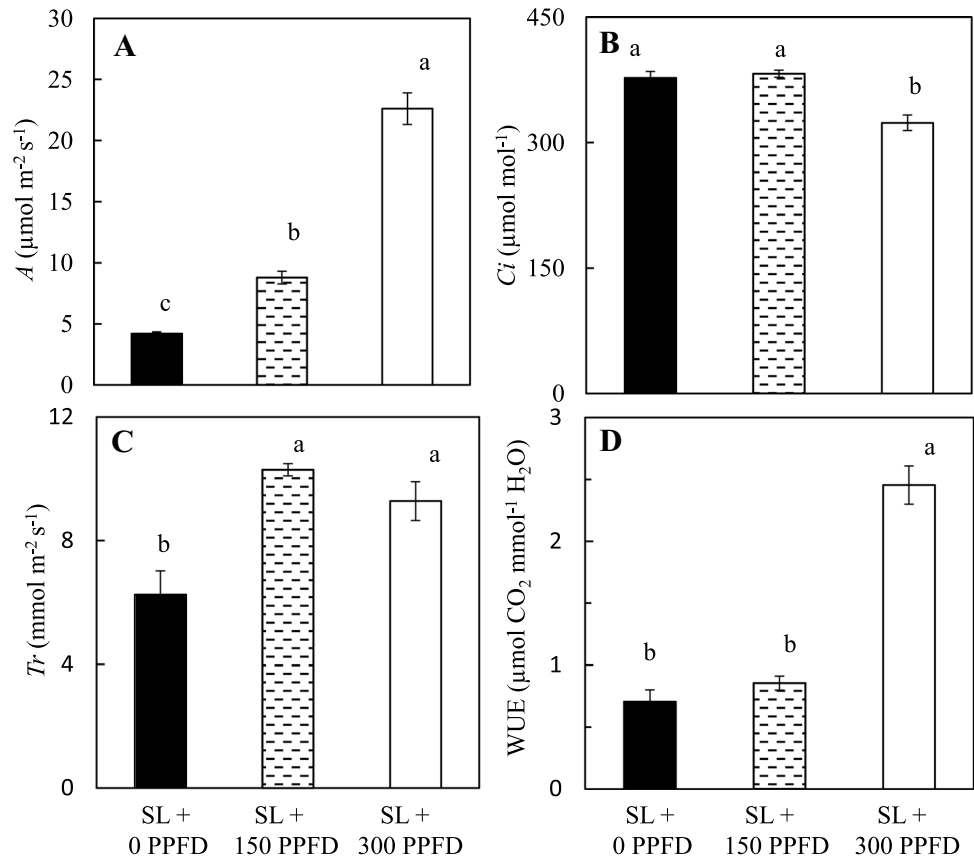 A
A (µmol m-2 s-1)
30
25
20
15
10
5
0
c
b
a
B
Ci (µmol mol-1)
450
300
150
0
a
a
b
C
Tr (mmol m-2 s-1)
12
8
4
0
b
a
a
SL +
0 PPFD
SL +
150 PPFD
SL +
300 PPFD
D
WUE (µmol CO2 mmol-1 H2O)
3
2
1
0
b
b
a
SL +
0 PPFD
SL +
150 PPFD
SL +
300 PPFD